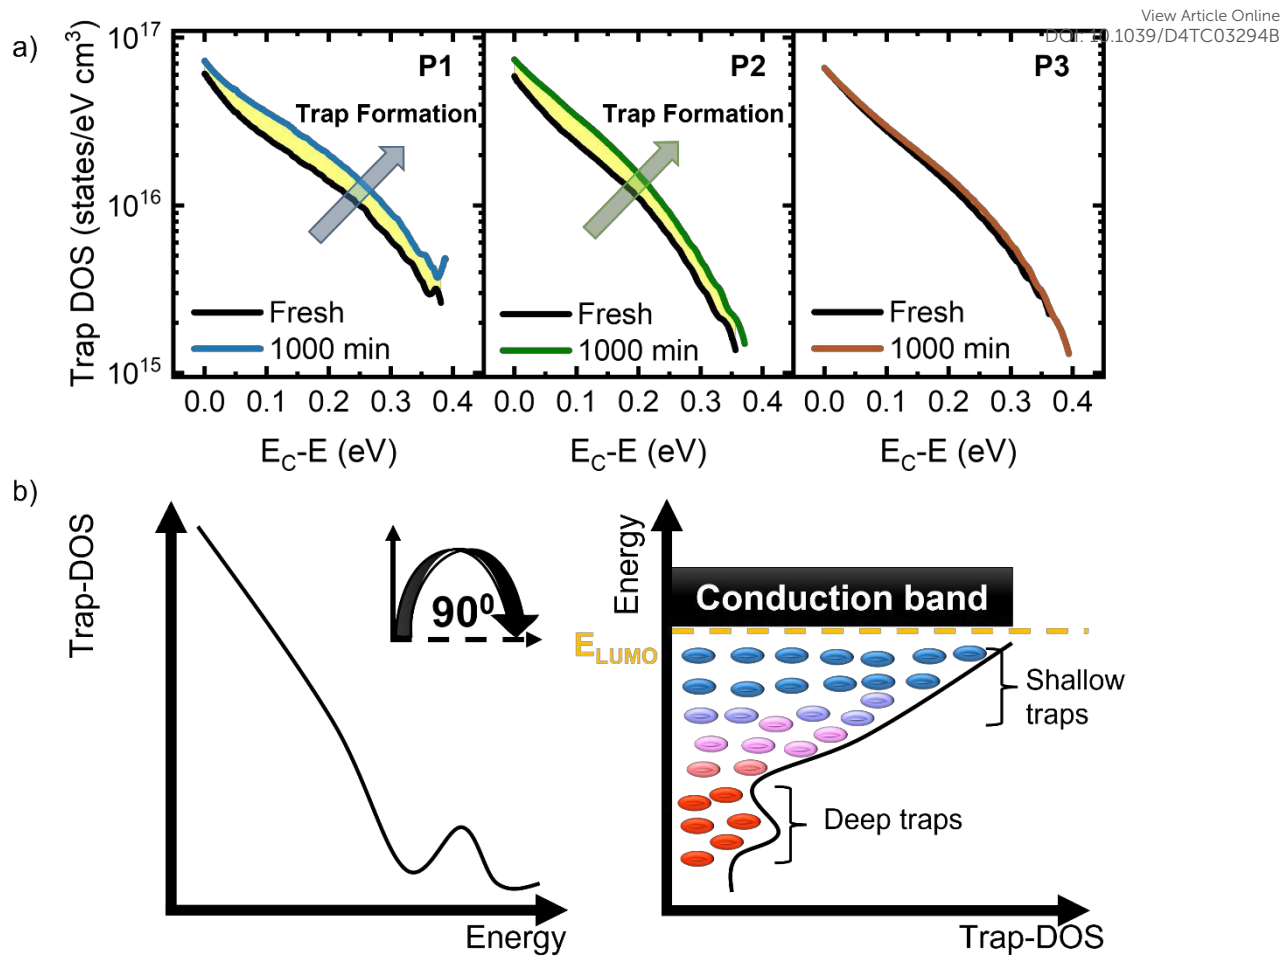 View Article Online
DOI: 10.1039/D4TC03294B
a)
Trap DOS (states/eV cm³)
10¹⁷
10¹⁶
10¹⁵
P1
Trap Formation
Fresh
1000 min
0.0 0.1 0.2 0.3 0.4
E_C-E (eV)
P2
Trap Formation
Fresh
1000 min
0.0 0.1 0.2 0.3 0.4
E_C-E (eV)
P3
Fresh
1000 min
0.0 0.1 0.2 0.3 0.4
E_C-E (eV)
b)
Trap-DOS
90⁰
Energy
Energy
Conduction band
E_LUMO
Shallow
traps
Deep traps
Trap-DOS